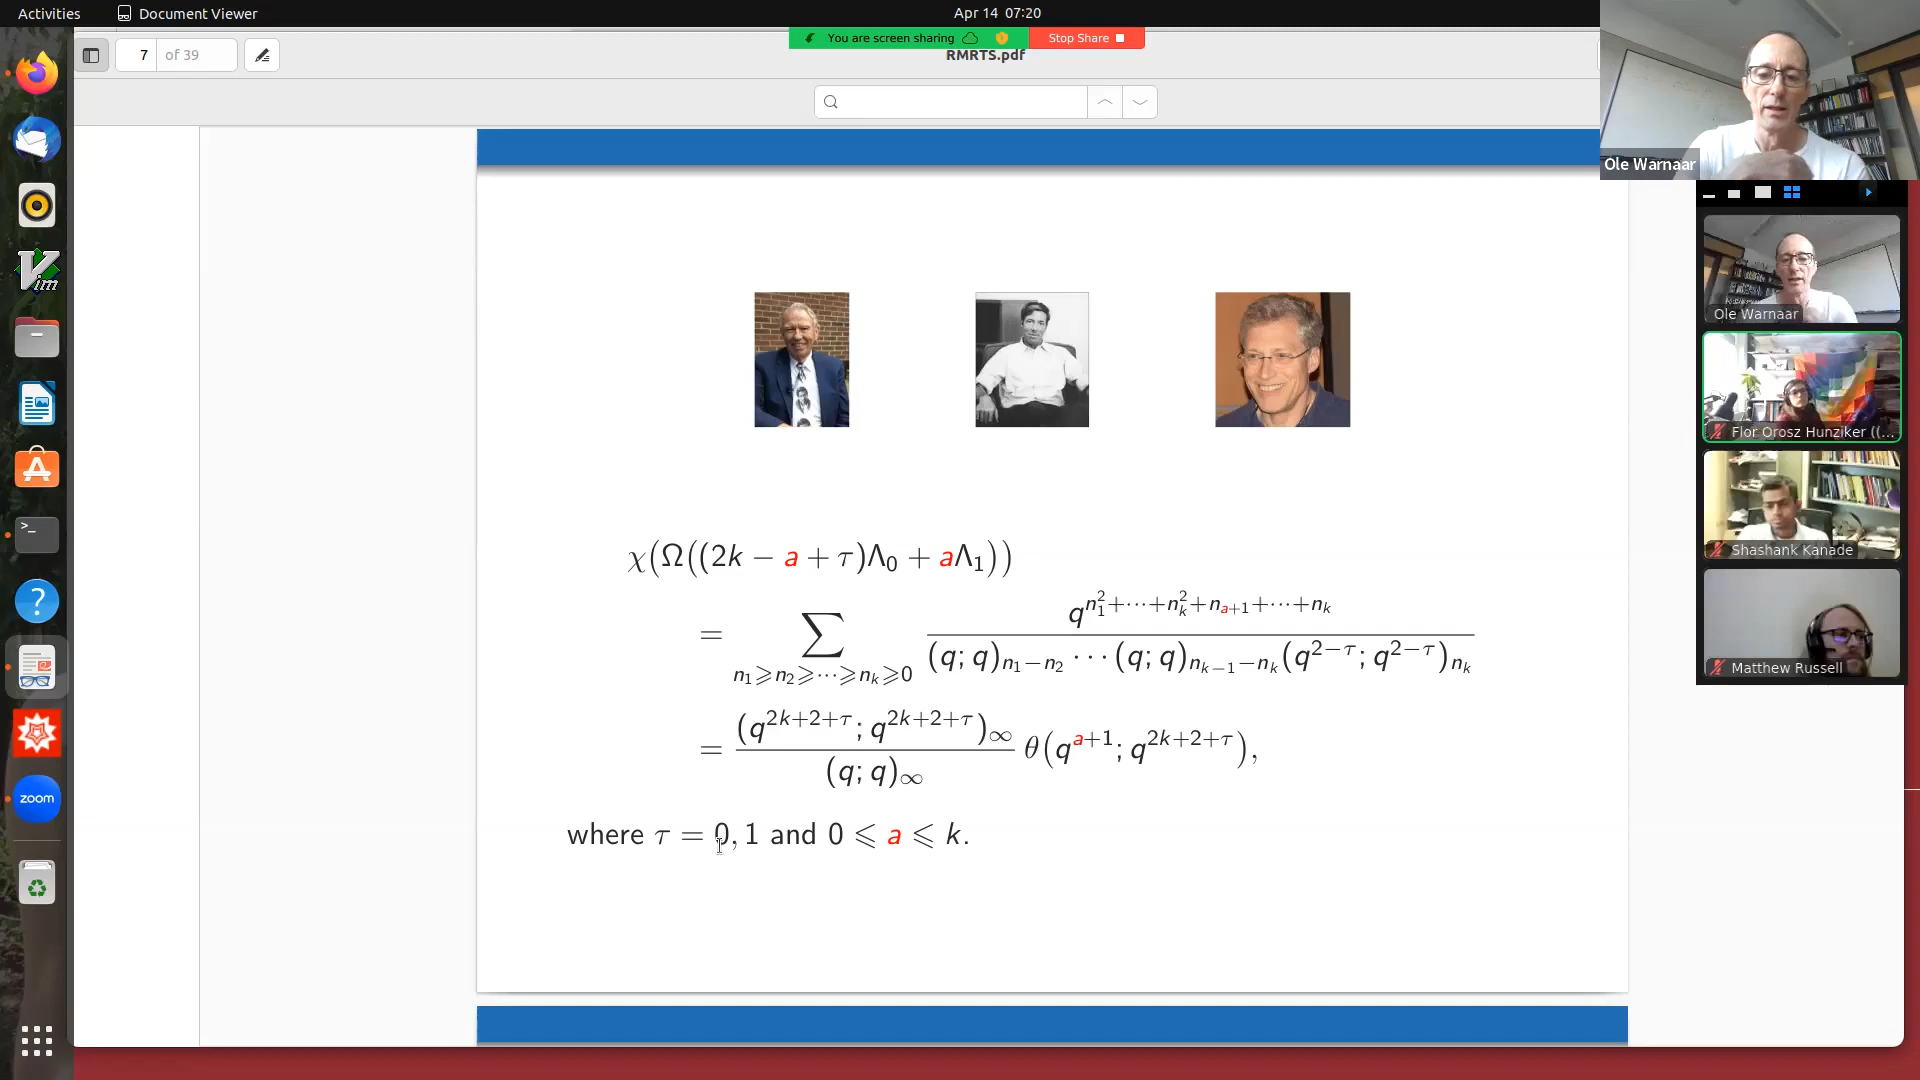 Activities
Document Viewer
Apr 14 07:20
You are screen sharing
Stop Share
7 of 39
RMRTS.pdf
Ole Warnaar
Ole Warnaar
Flor Orosz Hunziker ((...
Shashank Kanade
Matthew Russell
χ(Ω((2k − a + τ)Λ₀ + aΛ₁))
= ∑_{n₁⩾n₂⩾⋯⩾n_k⩾0} q^{n₁²+⋯+n_k²+n_{a+1}+⋯+n_k} / (q; q)_{n₁−n₂} ⋯ (q; q)_{n_{k−1}−n_k}(q^{2−τ}; q^{2−τ})_{n_k}
= (q^{2k+2+τ}; q^{2k+2+τ})_∞ / (q; q)_∞ θ(q^{a+1}; q^{2k+2+τ}),
where τ = 0, 1 and 0 ⩽ a ⩽ k.
Vim
zoom